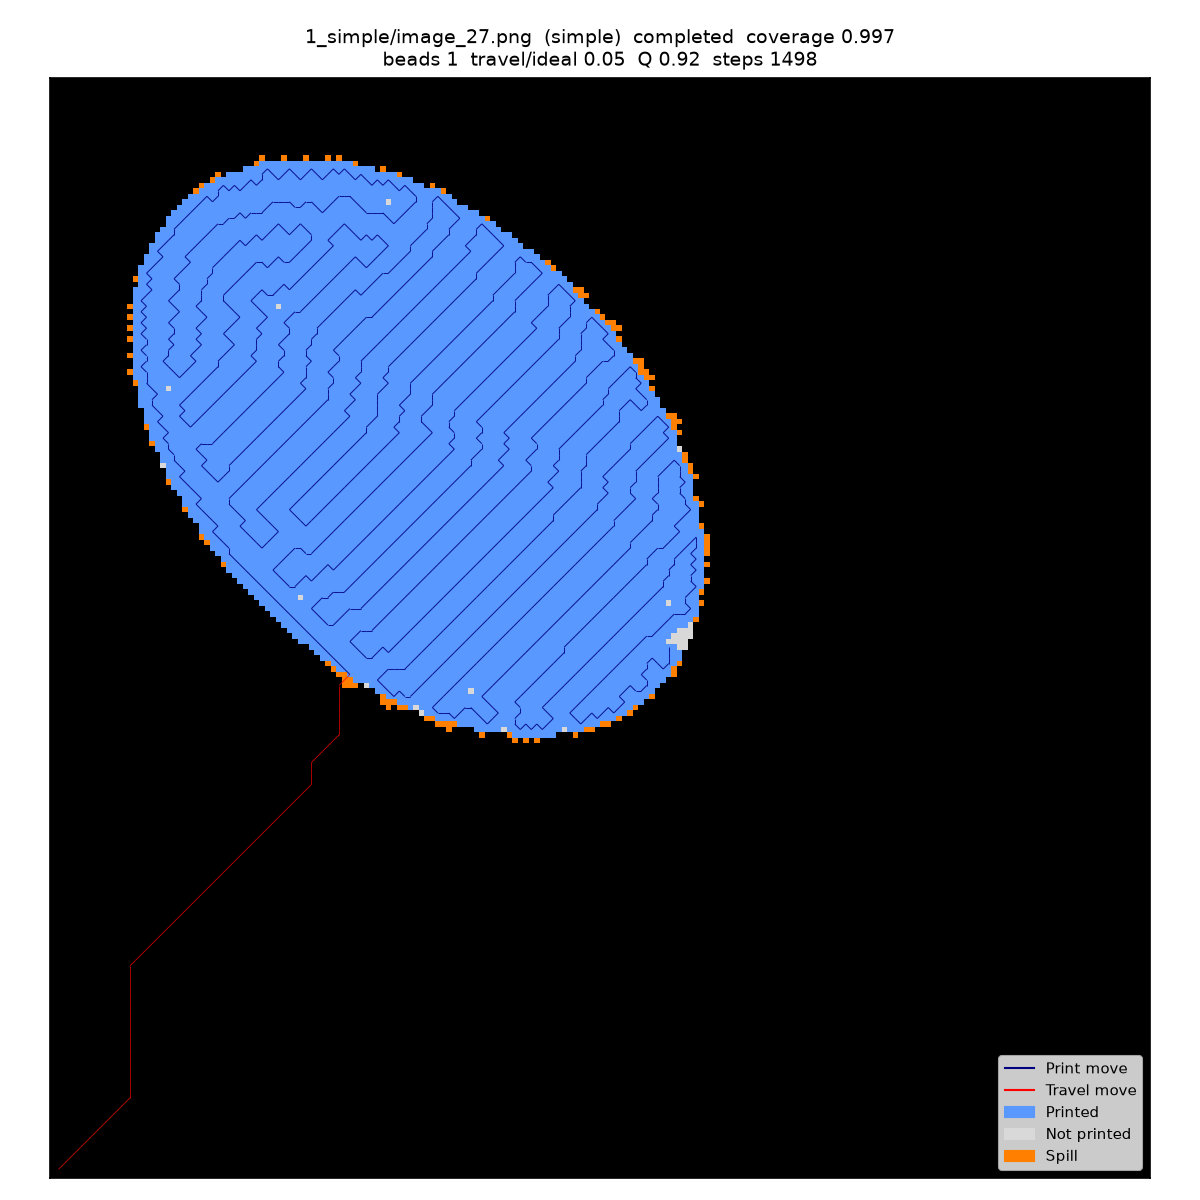 1_simple/image_27.png  (simple)  completed  coverage 0.997
beads 1  travel/ideal 0.05  Q 0.92  steps 1498
Print move
Travel move
Printed
Not printed
Spill